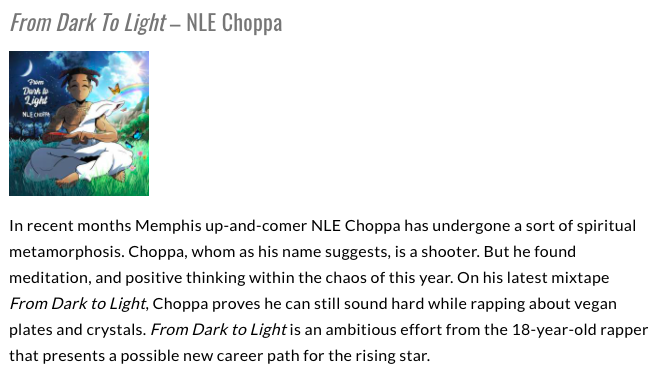 From Dark To Light – NLE Choppa
From
Dark to
Light
NLE CHOPPA
In recent months Memphis up-and-comer NLE Choppa has undergone a sort of spiritual
metamorphosis. Choppa, whom as his name suggests, is a shooter. But he found
meditation, and positive thinking within the chaos of this year. On his latest mixtape
From Dark to Light, Choppa proves he can still sound hard while rapping about vegan
plates and crystals. From Dark to Light is an ambitious effort from the 18-year-old rapper
that presents a possible new career path for the rising star.